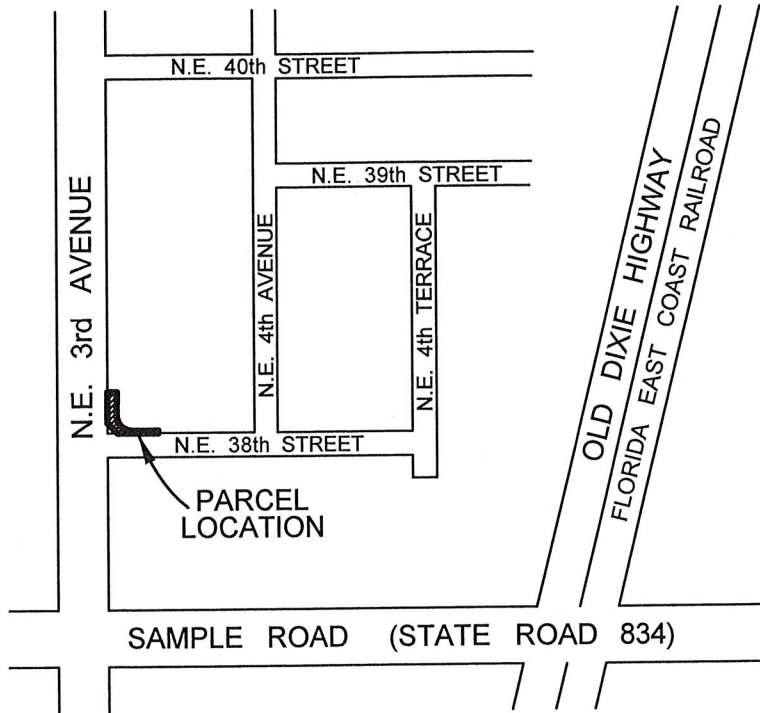 N.E. 40th STREET
N.E. 39th STREET
N.E. 3rd AVENUE
N.E. 4th AVENUE
N.E. 4th TERRACE
OLD DIXIE HIGHWAY
FLORIDA EAST COAST RAILROAD
N.E. 38th STREET
PARCEL
LOCATION
SAMPLE ROAD (STATE ROAD 834)